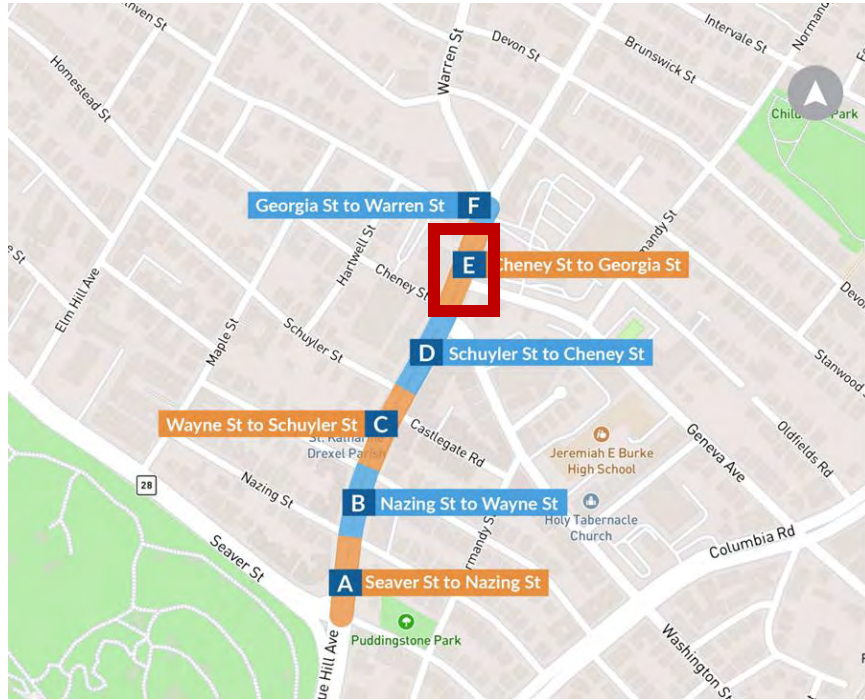 Intervale St
Devon St
Brunswick St
Warren St
Homestead St
Park
Georgia St to Warren St F
E Cheney St to Georgia St
Hartwell St
Cheney St
Elm Hill Ave
Maple St
Schuyler St
D Schuyler St to Cheney St
Stanwood
Wayne St to Schuyler St C
St. Katharine
Drexel Parish
Castlegate Rd
Jeremiah E Burke
High School
Geneva Ave
Oldfields Rd
28
Nazing St
B Nazing St to Wayne St
Holy Tabernacle
Church
Columbia Rd
Seaver St
A Seaver St to Nazing St
Puddingstone Park
Washington St
ue Hill Ave